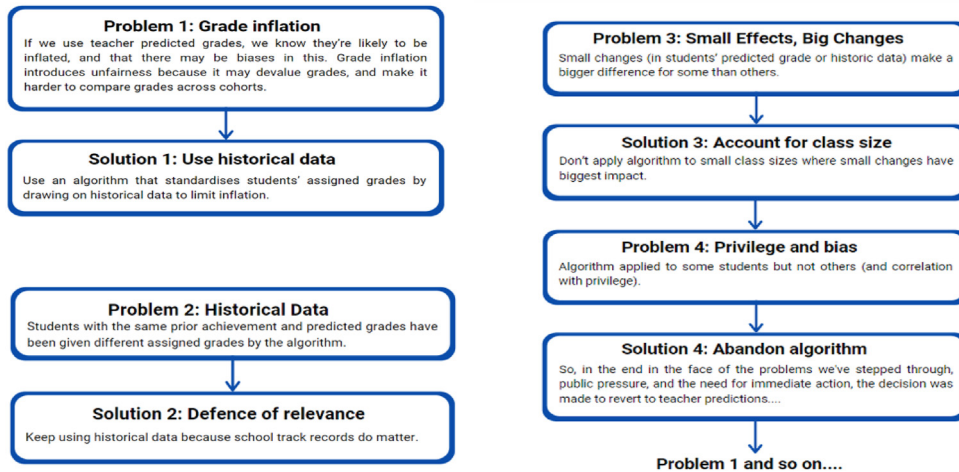 Problem 1: Grade inflation
If we use teacher predicted grades, we know they're likely to be
inflated, and that there may be biases in this. Grade inflation
introduces unfairness because it may devalue grades, and make it
harder to compare grades across cohorts.
Solution 1: Use historical data
Use an algorithm that standardises students' assigned grades by
drawing on historical data to limit inflation.
Problem 2: Historical Data
Students with the same prior achievement and predicted grades have
been given different assigned grades by the algorithm.
Solution 2: Defence of relevance
Keep using historical data because school track records do matter.
Problem 3: Small Effects, Big Changes
Small changes (in students' predicted grade or historic data) make a
bigger difference for some than others.
Solution 3: Account for class size
Don't apply algorithm to small class sizes where small changes have
biggest impact.
Problem 4: Privilege and bias
Algorithm applied to some students but not others (and correlation
with privilege).
Solution 4: Abandon algorithm
So, in the end in the face of the problems we've stepped through,
public pressure, and the need for immediate action, the decision was
made to revert to teacher predictions....
Problem 1 and so on....